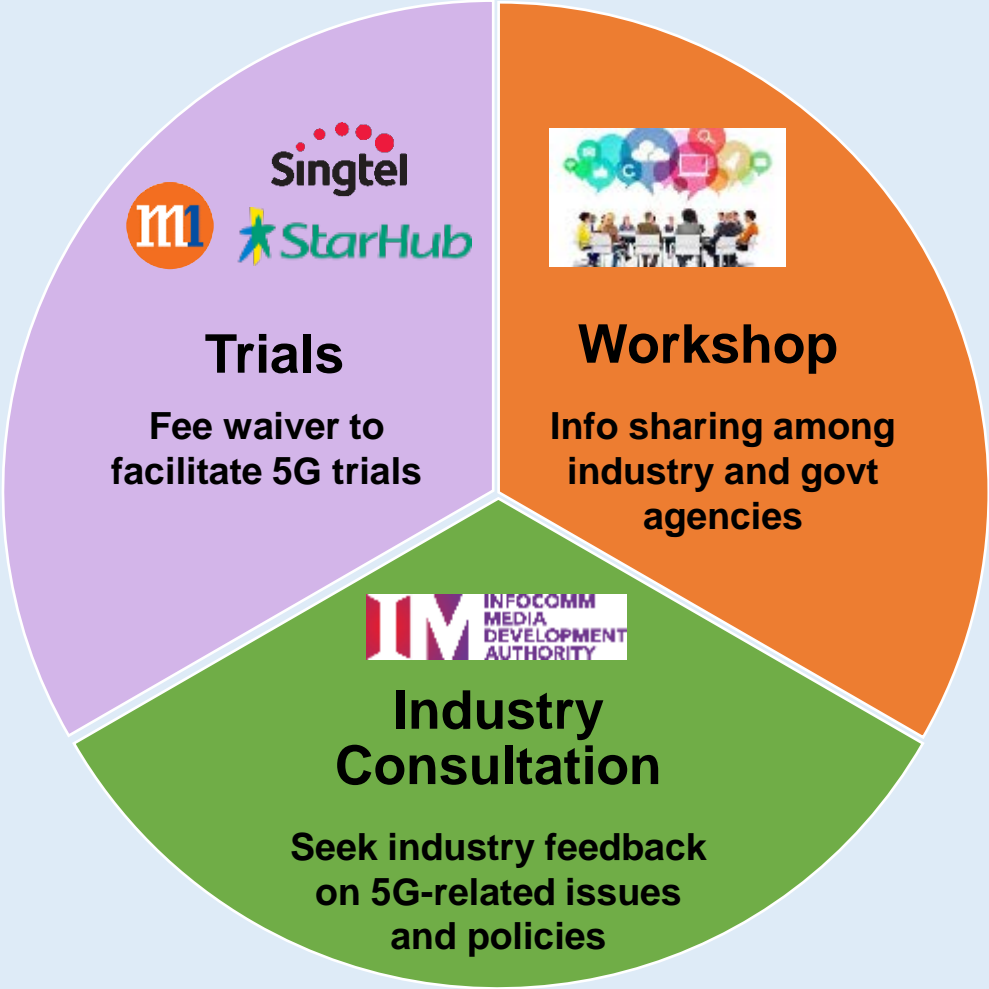 Singtel
m1
StarHub
Trials
Fee waiver to
facilitate 5G trials
Workshop
Info sharing among
industry and govt
agencies
IM
INFOCOMM
MEDIA
DEVELOPMENT
AUTHORITY
Industry
Consultation
Seek industry feedback
on 5G-related issues
and policies